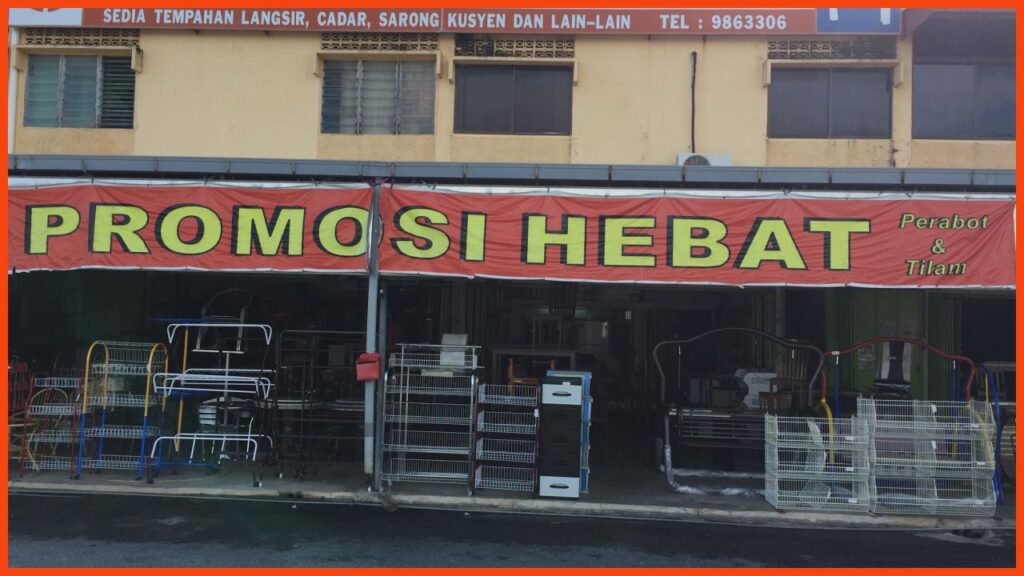 SEDIA TEMPAHAN LANGSIR, CADAR, SARONG KUSYEN DAN LAIN-LAIN TEL : 9863306
PROMOSI HEBAT
Perabot
&
Tilam